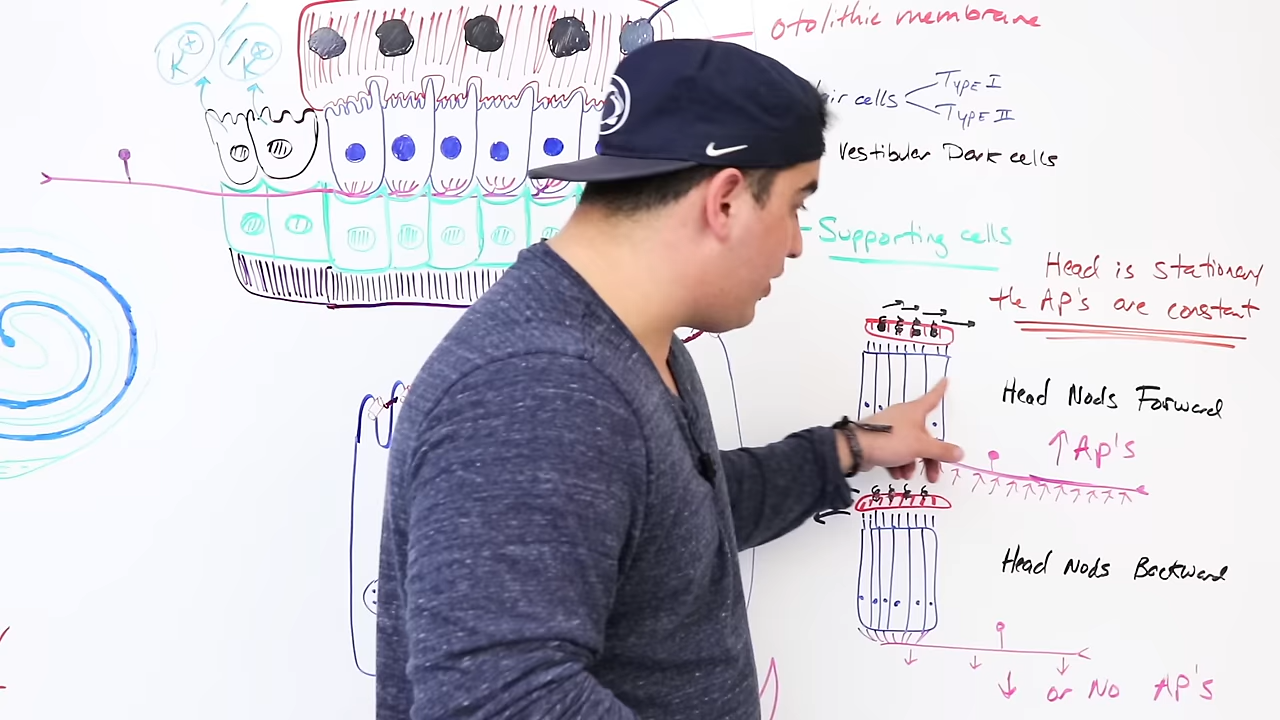 K⊕
K⊕
Otolithic membrane
air cells
Type I
Type II
Vestibular Dark cells
- Supporting cells
Head is stationary
the AP's are constant
Head Nods Forward
↑ Ap's
Head Nods Backward
↓ or No AP's